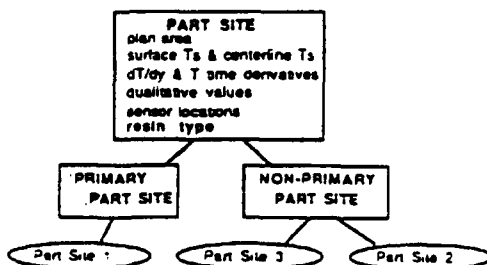 PART SITE
plan area
surface Ts & centerline Ts
dT/dy & T time derivatives
qualitative values
sensor locations
resin type
PRIMARY
PART SITE
NON-PRIMARY
PART SITE
Part Site 1
Part Site 3
Part Site 2